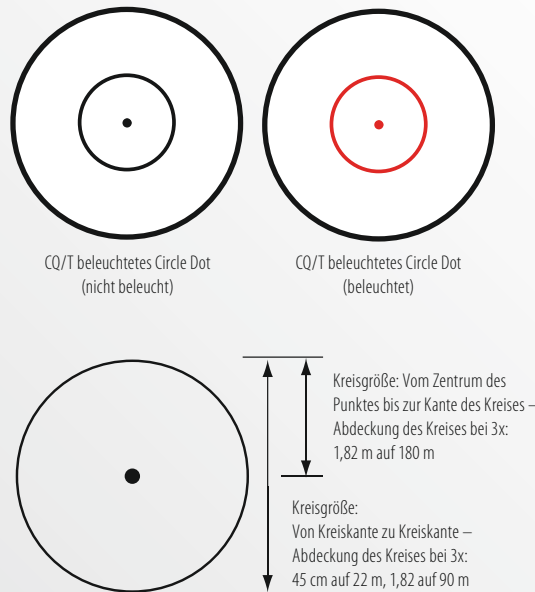 CQ/T beleuchtetes Circle Dot
(nicht beleucht)
CQ/T beleuchtetes Circle Dot
(beleuchtet)
Kreisgröße: Vom Zentrum des
Punktes bis zur Kante des Kreises –
Abdeckung des Kreises bei 3x:
1,82 m auf 180 m
Kreisgröße:
Von Kreiskante zu Kreiskante –
Abdeckung des Kreises bei 3x:
45 cm auf 22 m, 1,82 auf 90 m